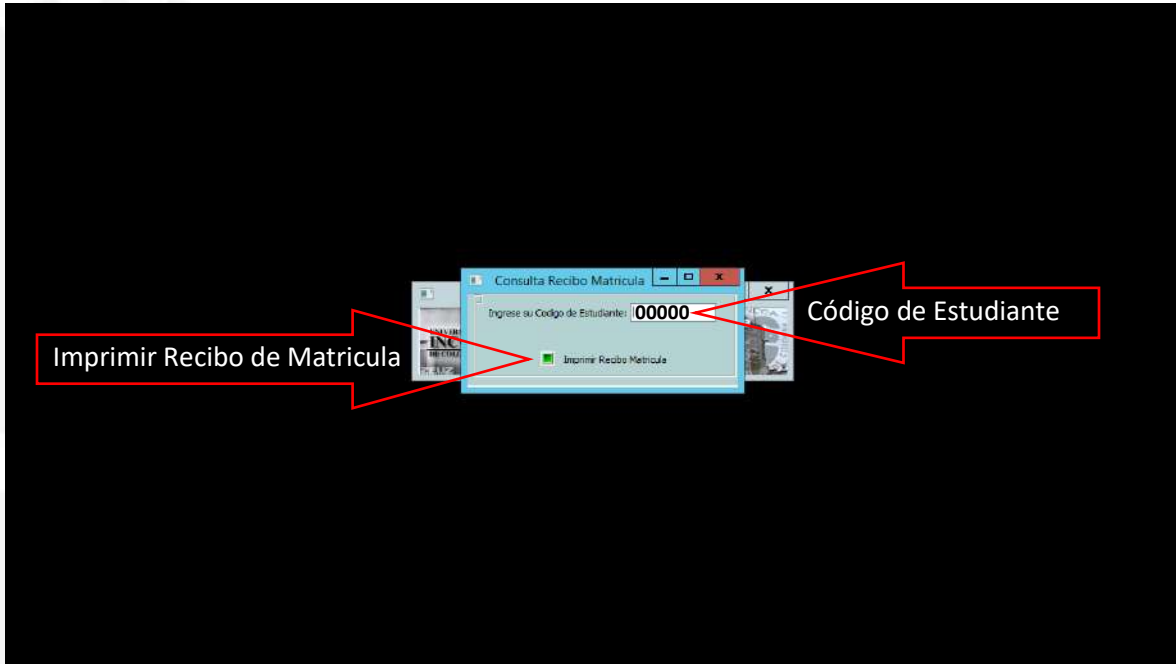 Consulta Recibo Matricula
Ingrese su Codigo de Estudiante: 00000
Código de Estudiante
INC
Imprimir Recibo de Matricula
Imprimir Recibo Matricula